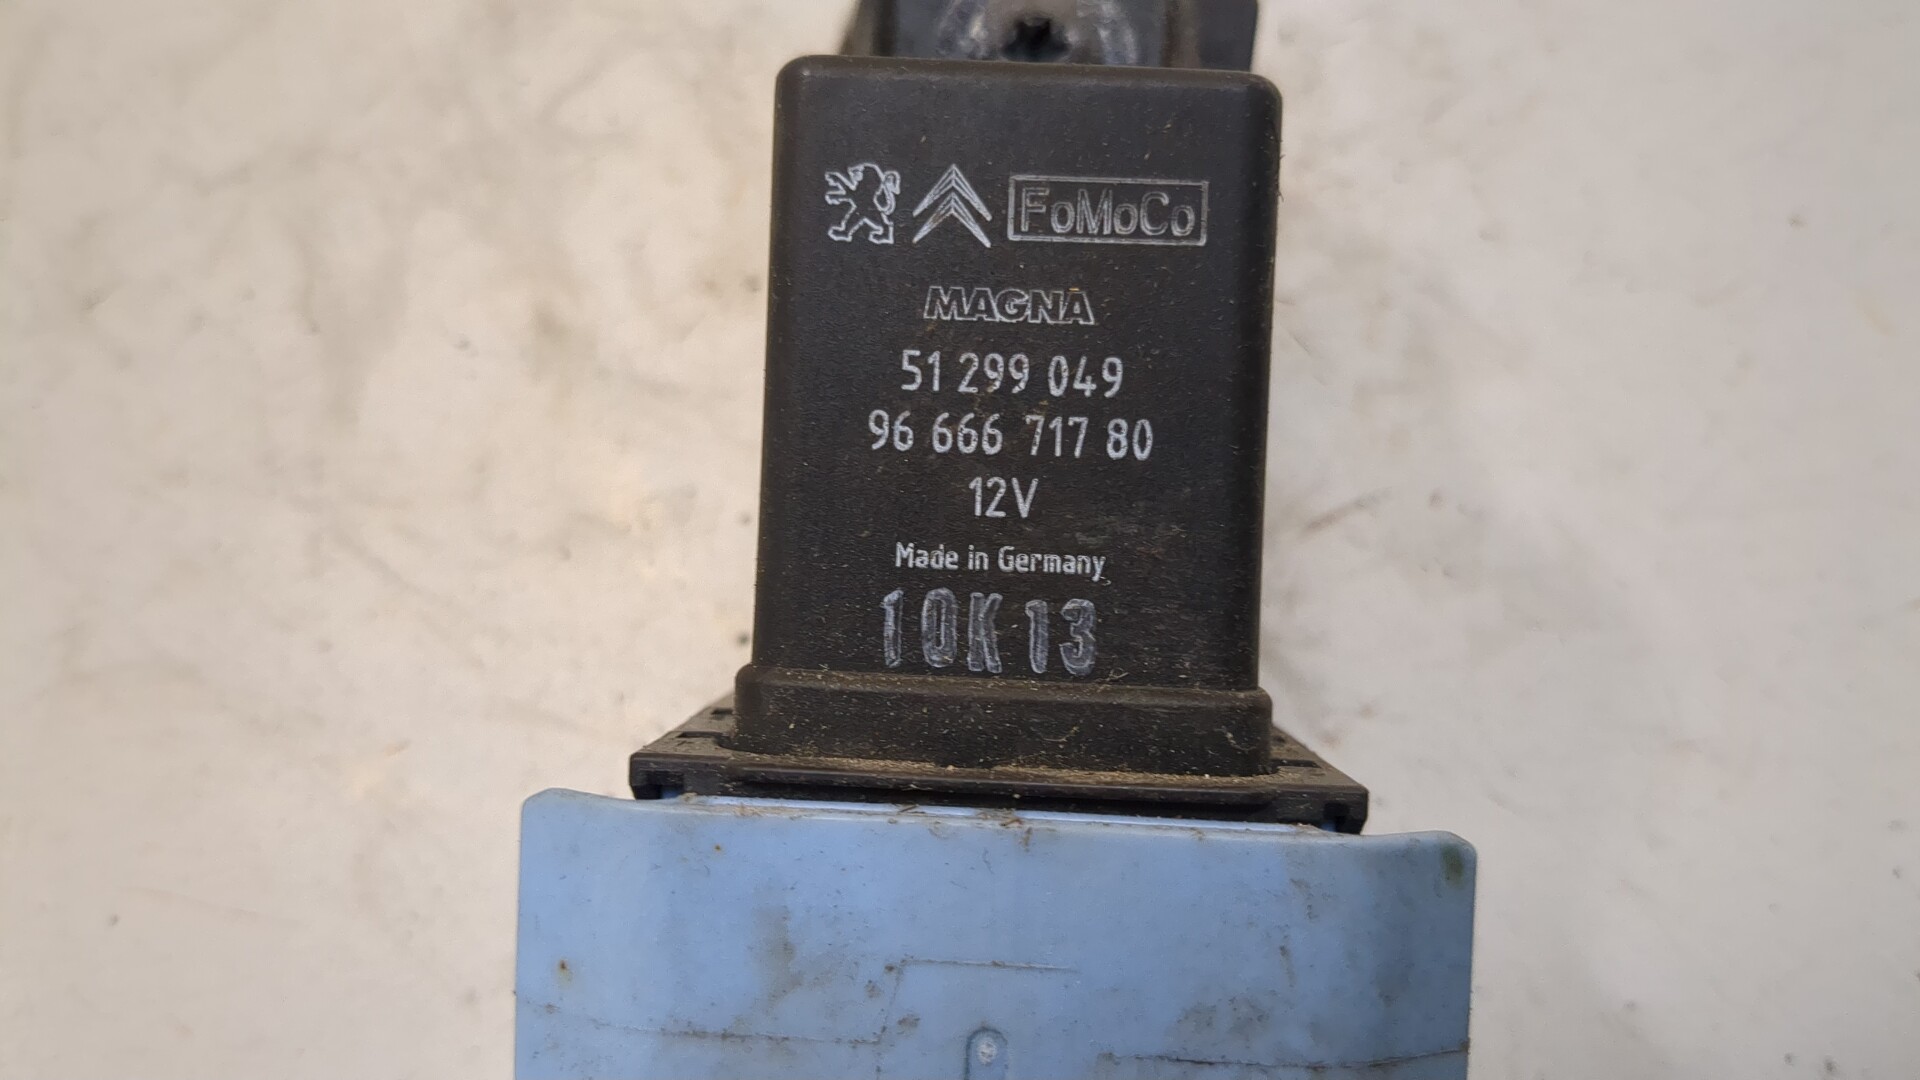 FoMoCo
MAGNA
51 299 049
96 666 717 80
12V
Made in Germany
10K13